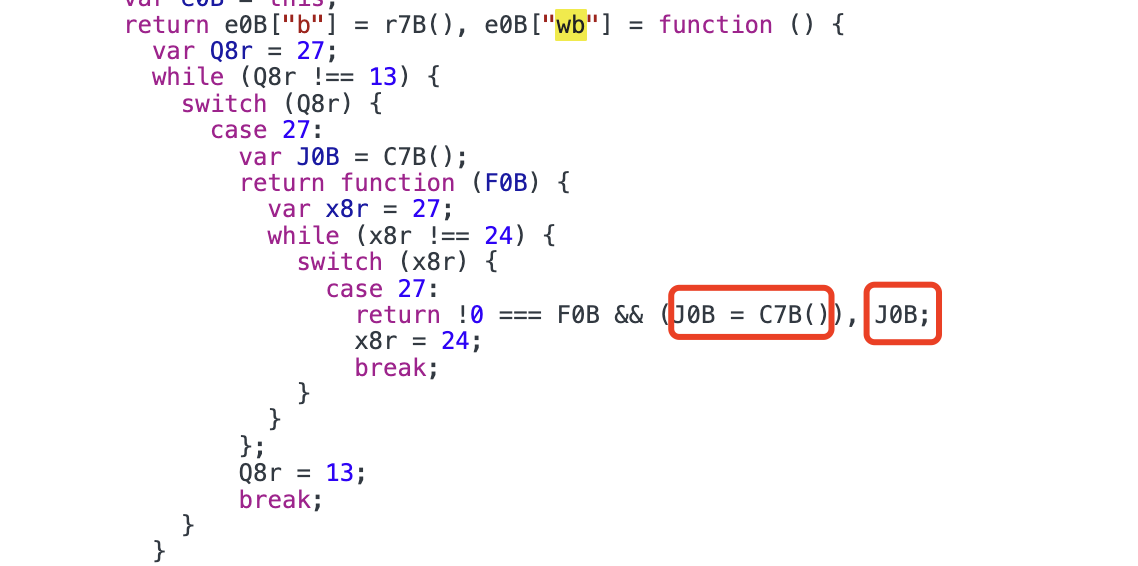 var e0B = this;
return e0B["b"] = r7B(), e0B["wb"] = function () {
var Q8r = 27;
while (Q8r !== 13) {
switch (Q8r) {
case 27:
var J0B = C7B();
return function (F0B) {
var x8r = 27;
while (x8r !== 24) {
switch (x8r) {
case 27:
return !0 === F0B && (J0B = C7B()), J0B;
x8r = 24;
break;
}
}
};
Q8r = 13;
break;
}
}